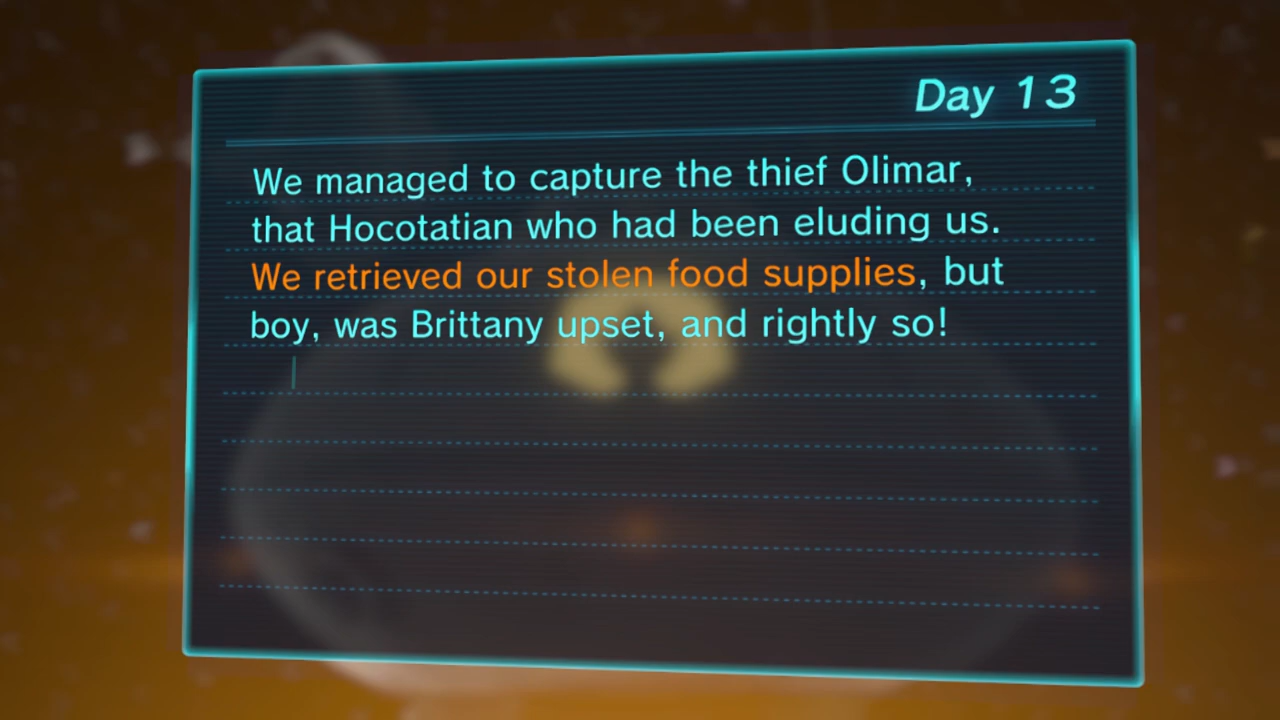 Day 13
We managed to capture the thief Olimar,
that Hocotatian who had been eluding us.
We retrieved our stolen food supplies, but
boy, was Brittany upset, and rightly so!